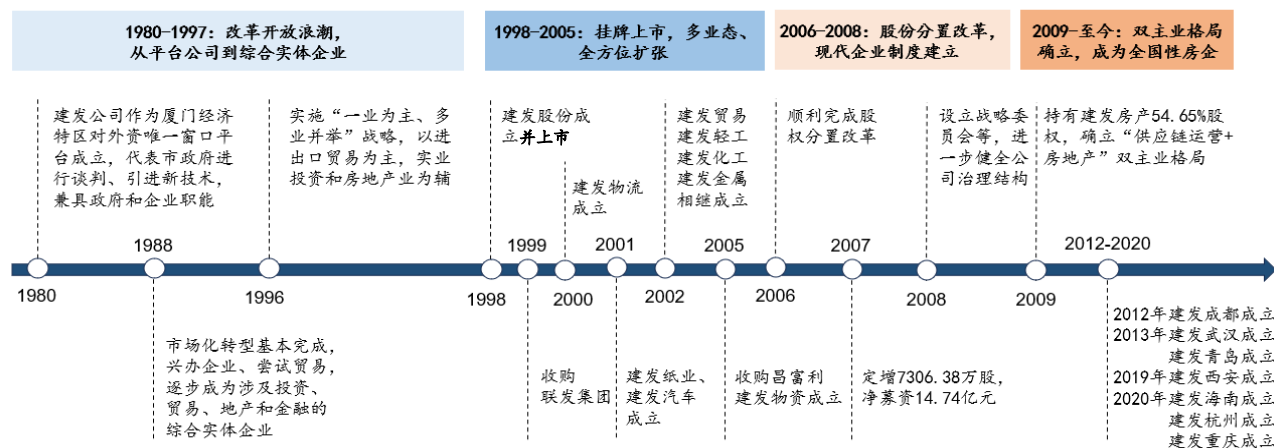 1980-1997：改革开放浪潮，
从平台公司到综合实体企业
1998-2005：挂牌上市，多业态、
全方位扩张
2006-2008：股份分置改革，
现代企业制度建立
2009-至今：双主业格局
确立，成为全国性房企
建发公司作为厦门经济
特区对外资唯一窗口平
台成立，代表市政府进
行谈判、引进新技术，
兼具政府和企业职能
实施“一业为主、多
业并举”战略，以进
出口贸易为主，实业
投资和房地产业为辅
建发股份成
立并上市
建发物流
成立
建发贸易
建发轻工
建发化工
建发金属
相继成立
顺利完成股
权分置改革
设立战略委
员会等，进
一步健全公
司治理结构
持有建发房产54.65%股
权，确立“供应链运营+
房地产”双主业格局
1988
1999
2001
2005
2007
2012-2020
1980
1996
1998
2000
2002
2006
2008
2009
市场化转型基本完成，
兴办企业、尝试贸易，
逐步成为涉及投资、
贸易、地产和金融的
综合实体企业
收购
联发集团
建发纸业、
建发汽车
成立
收购昌富利
建发物资成立
定增7306.38万股，
净募资14.74亿元
2012年建发成都成立
2013年建发武汉成立
建发青岛成立
2019年建发西安成立
2020年建发海南成立
建发杭州成立
建发重庆成立